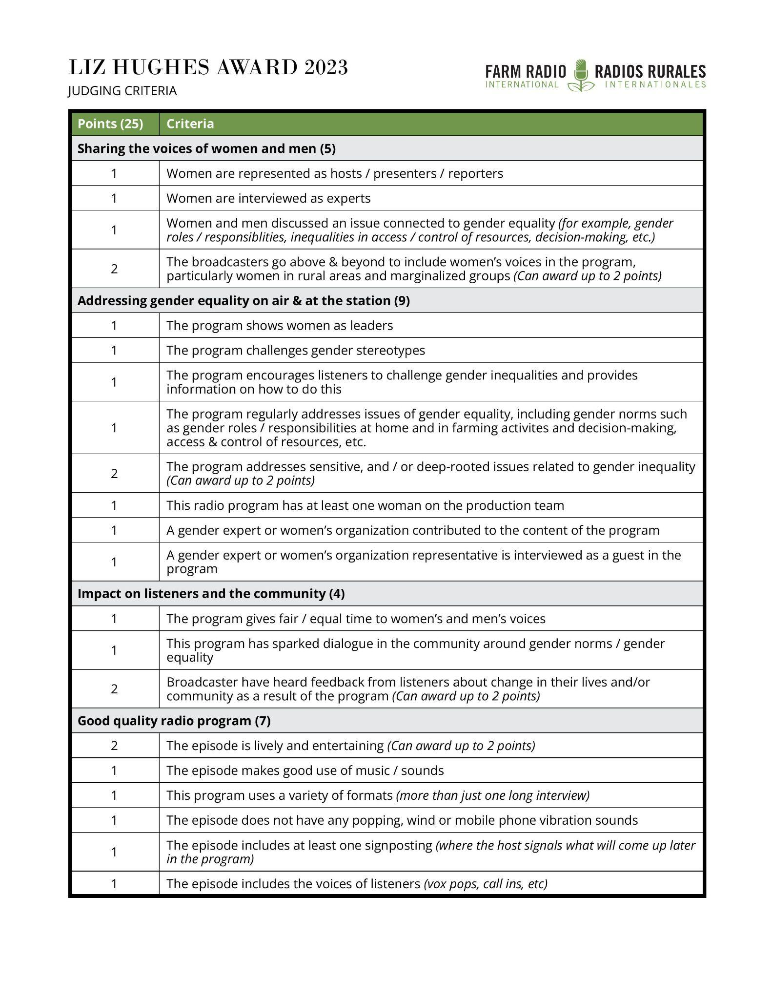 LIZ HUGHES AWARD 2023
JUDGING CRITERIA
FARM RADIO
INTERNATIONAL
RADIOS RURALES
INTERNATIONALES
Points (25) Criteria
Sharing the voices of women and men (5)
1 Women are represented as hosts / presenters / reporters
1 Women are interviewed as experts
1 Women and men discussed an issue connected to gender equality (for example, gender
roles / responsiblities, inequalities in access / control of resources, decision-making, etc.)
2 The broadcasters go above & beyond to include women’s voices in the program,
particularly women in rural areas and marginalized groups (Can award up to 2 points)
Addressing gender equality on air & at the station (9)
1 The program shows women as leaders
1 The program challenges gender stereotypes
1 The program encourages listeners to challenge gender inequalities and provides
information on how to do this
1 The program regularly addresses issues of gender equality, including gender norms such
as gender roles / responsibilities at home and in farming activites and decision-making,
access & control of resources, etc.
2 The program addresses sensitive, and / or deep-rooted issues related to gender inequality
(Can award up to 2 points)
1 This radio program has at least one woman on the production team
1 A gender expert or women’s organization contributed to the content of the program
1 A gender expert or women’s organization representative is interviewed as a guest in the
program
Impact on listeners and the community (4)
1 The program gives fair / equal time to women’s and men’s voices
1 This program has sparked dialogue in the community around gender norms / gender
equality
2 Broadcaster have heard feedback from listeners about change in their lives and/or
community as a result of the program (Can award up to 2 points)
Good quality radio program (7)
2 The episode is lively and entertaining (Can award up to 2 points)
1 The episode makes good use of music / sounds
1 This program uses a variety of formats (more than just one long interview)
1 The episode does not have any popping, wind or mobile phone vibration sounds
1 The episode includes at least one signposting (where the host signals what will come up later
in the program)
1 The episode includes the voices of listeners (vox pops, call ins, etc)